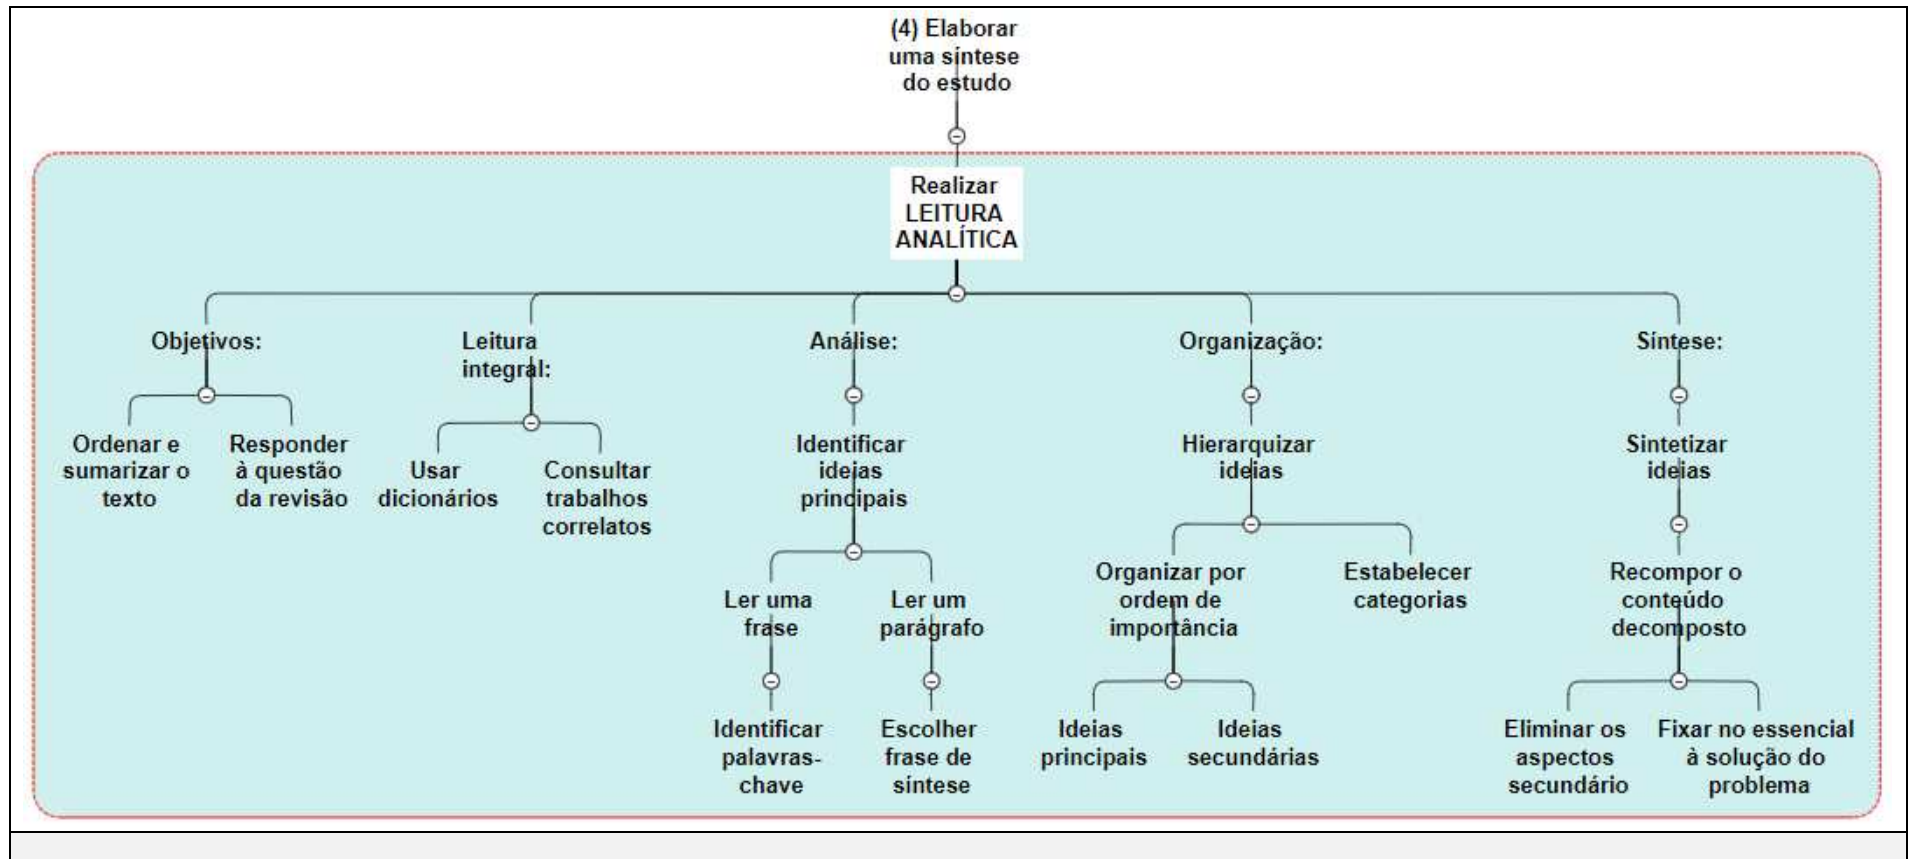 (4) Elaborar
uma síntese
do estudo
Realizar
LEITURA
ANALÍTICA
Objetivos:
Ordenar e
sumarizar o
texto
Responder
à questão
da revisão
Leitura
integral:
Usar
dicionários
Consultar
trabalhos
correlatos
Análise:
Identificar
ideias
principais
Ler uma
frase
Identificar
palavras-
chave
Ler um
parágrafo
Escolher
frase de
síntese
Organização:
Hierarquizar
ideias
Organizar por
ordem de
importância
Ideias
principais
Ideias
secundárias
Estabelecer
categorias
Síntese:
Sintetizar
ideias
Recompor o
conteúdo
decomposto
Eliminar os
aspectos
secundário
Fixar no essencial
à solução do
problema